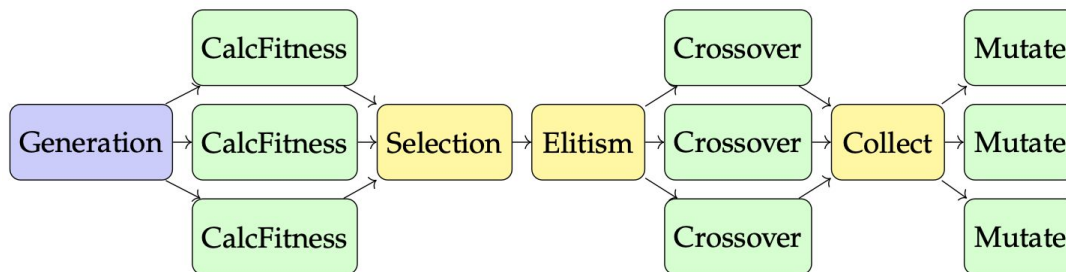 CalcFitness
Crossover
Mutate
Generation
CalcFitness
Selection
Elitism
Crossover
Collect
Mutate
CalcFitness
Crossover
Mutate